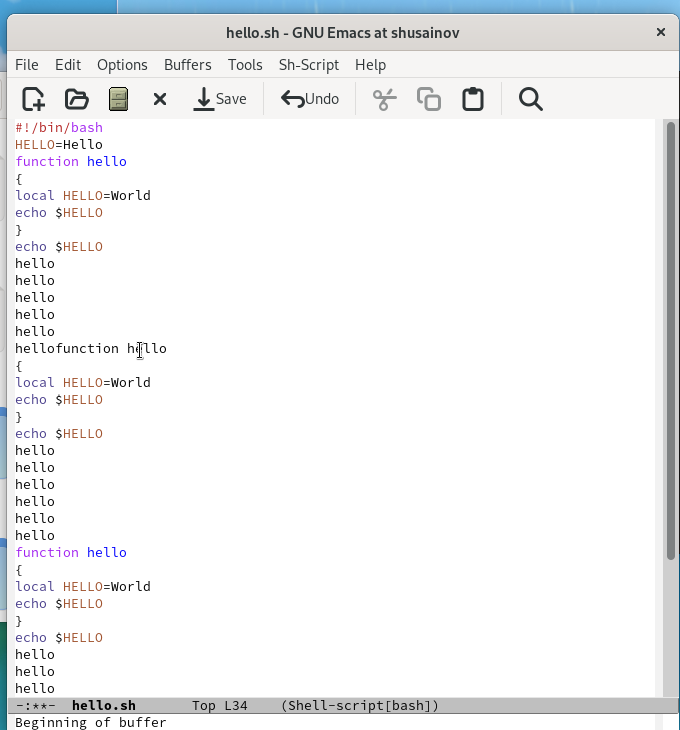 hello.sh - GNU Emacs at shusainov
File Edit Options Buffers Tools Sh-Script Help
Save Undo
#!/bin/bash
HELLO=Hello
function hello
{
local HELLO=World
echo $HELLO
}
echo $HELLO
hello
hello
hello
hello
hello
hellofunction hello
{
local HELLO=World
echo $HELLO
}
echo $HELLO
hello
hello
hello
hello
hello
hello
function hello
{
local HELLO=World
echo $HELLO
}
echo $HELLO
hello
hello
hello
-:**- hello.sh Top L34 (Shell-script[bash])
Beginning of buffer